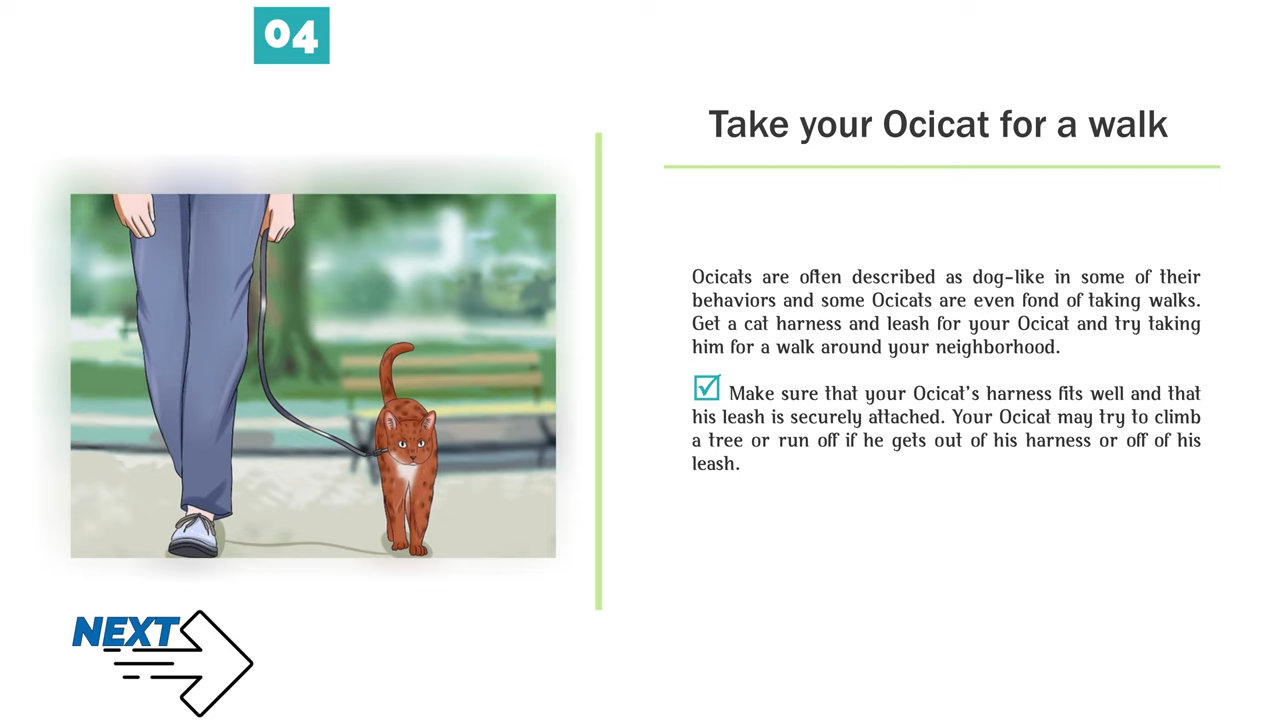 04
Take your Ocicat for a walk
Ocicats are often described as dog-like in some of their
behaviors and some Ocicats are even fond of taking walks.
Get a cat harness and leash for your Ocicat and try taking
him for a walk around your neighborhood.
Make sure that your Ocicat's harness fits well and that
his leash is securely attached. Your Ocicat may try to climb
a tree or run off if he gets out of his harness or off of his
leash.
NEXT